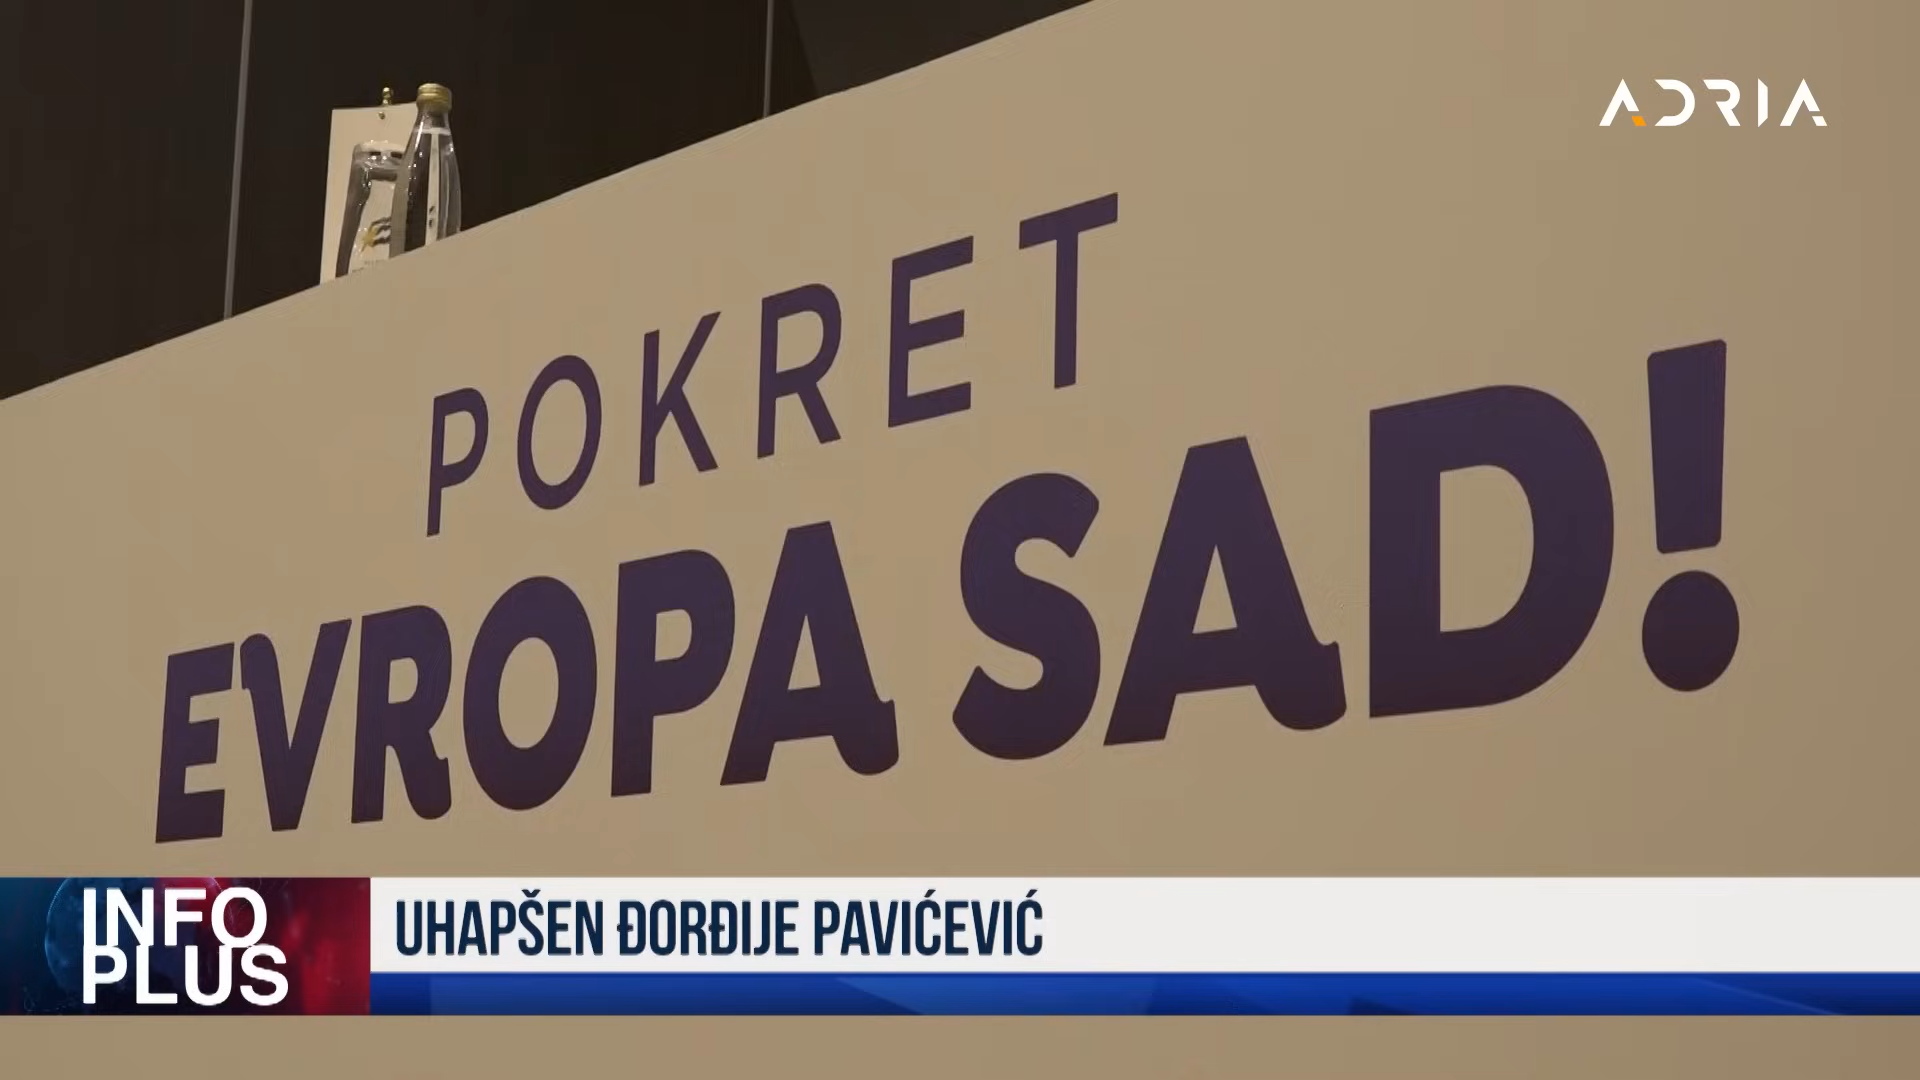 ADRIA
POKRET
EVROPA SAD!
INFO
PLUS
UHAPŠEN ĐORĐIJE PAVIĆEVIĆ